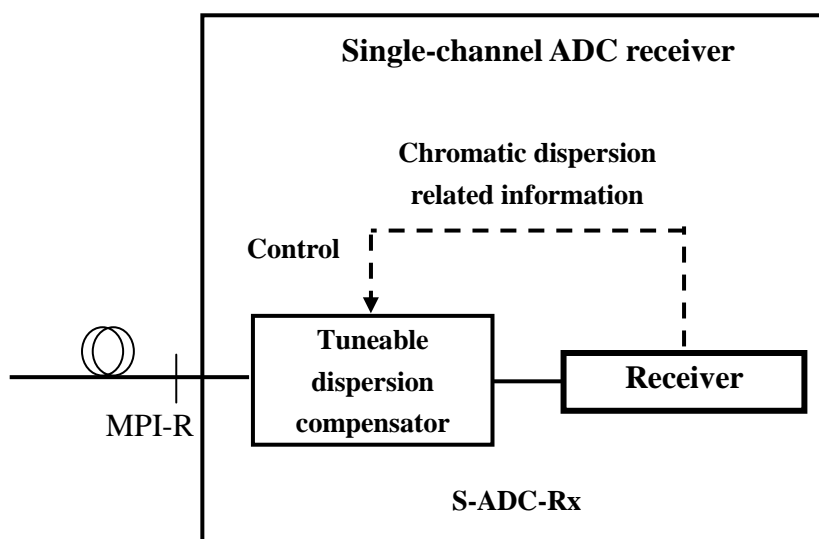 Single-channel ADC receiver
Chromatic dispersion
related information
Control
Tuneable
dispersion
compensator
Receiver
MPI-R
S-ADC-Rx